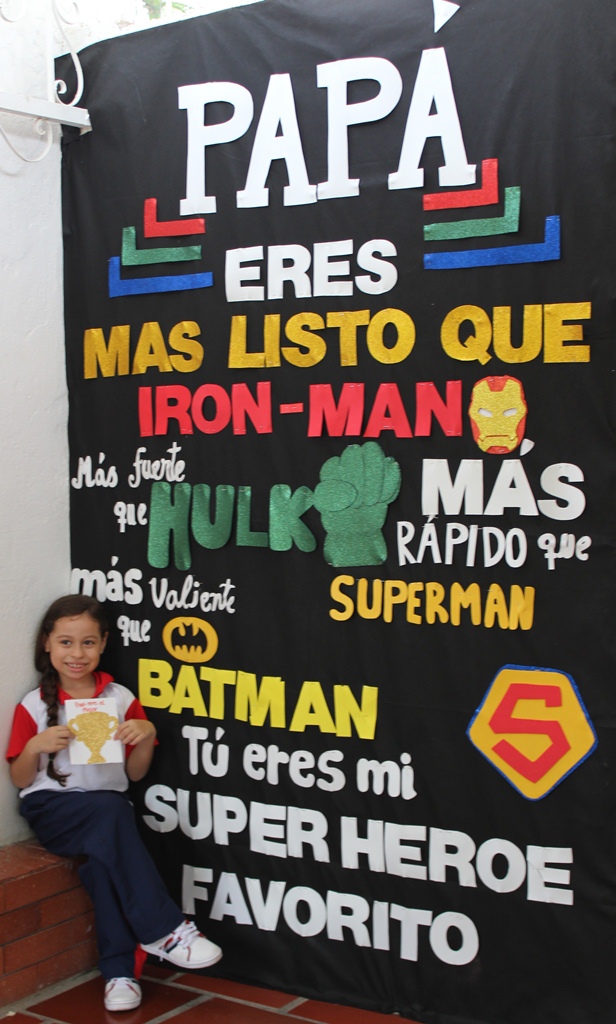 PAPÁ
ERES
MAS LISTO QUE
IRON-MAN
Más fuerte
que
HULK
MÁS
RÁPIDO que
SUPERMAN
más valiente
que
BATMAN
S
Tú eres mi
SUPER HEROE
FAVORITO